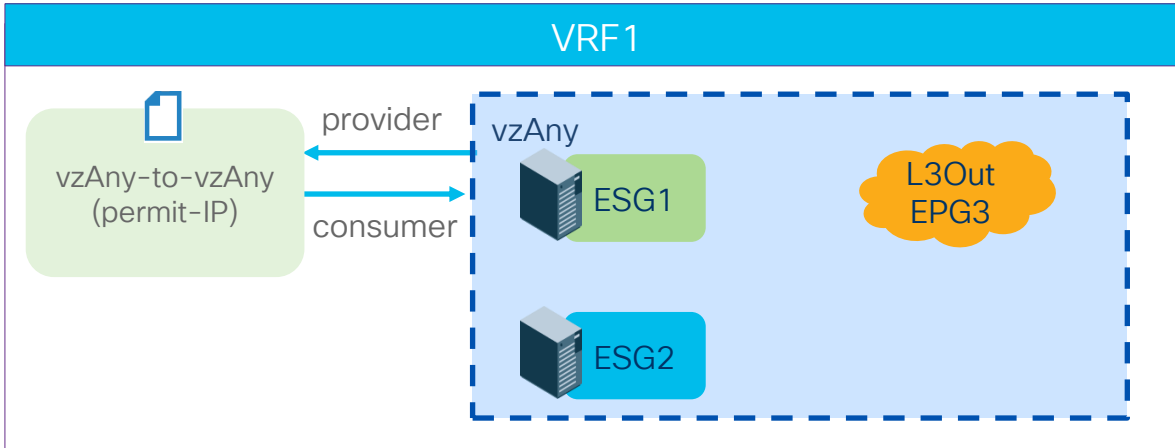 VRF1
provider
vzAny-to-vzAny
(permit-IP)
consumer
vzAny
ESG1
L3Out
EPG3
ESG2